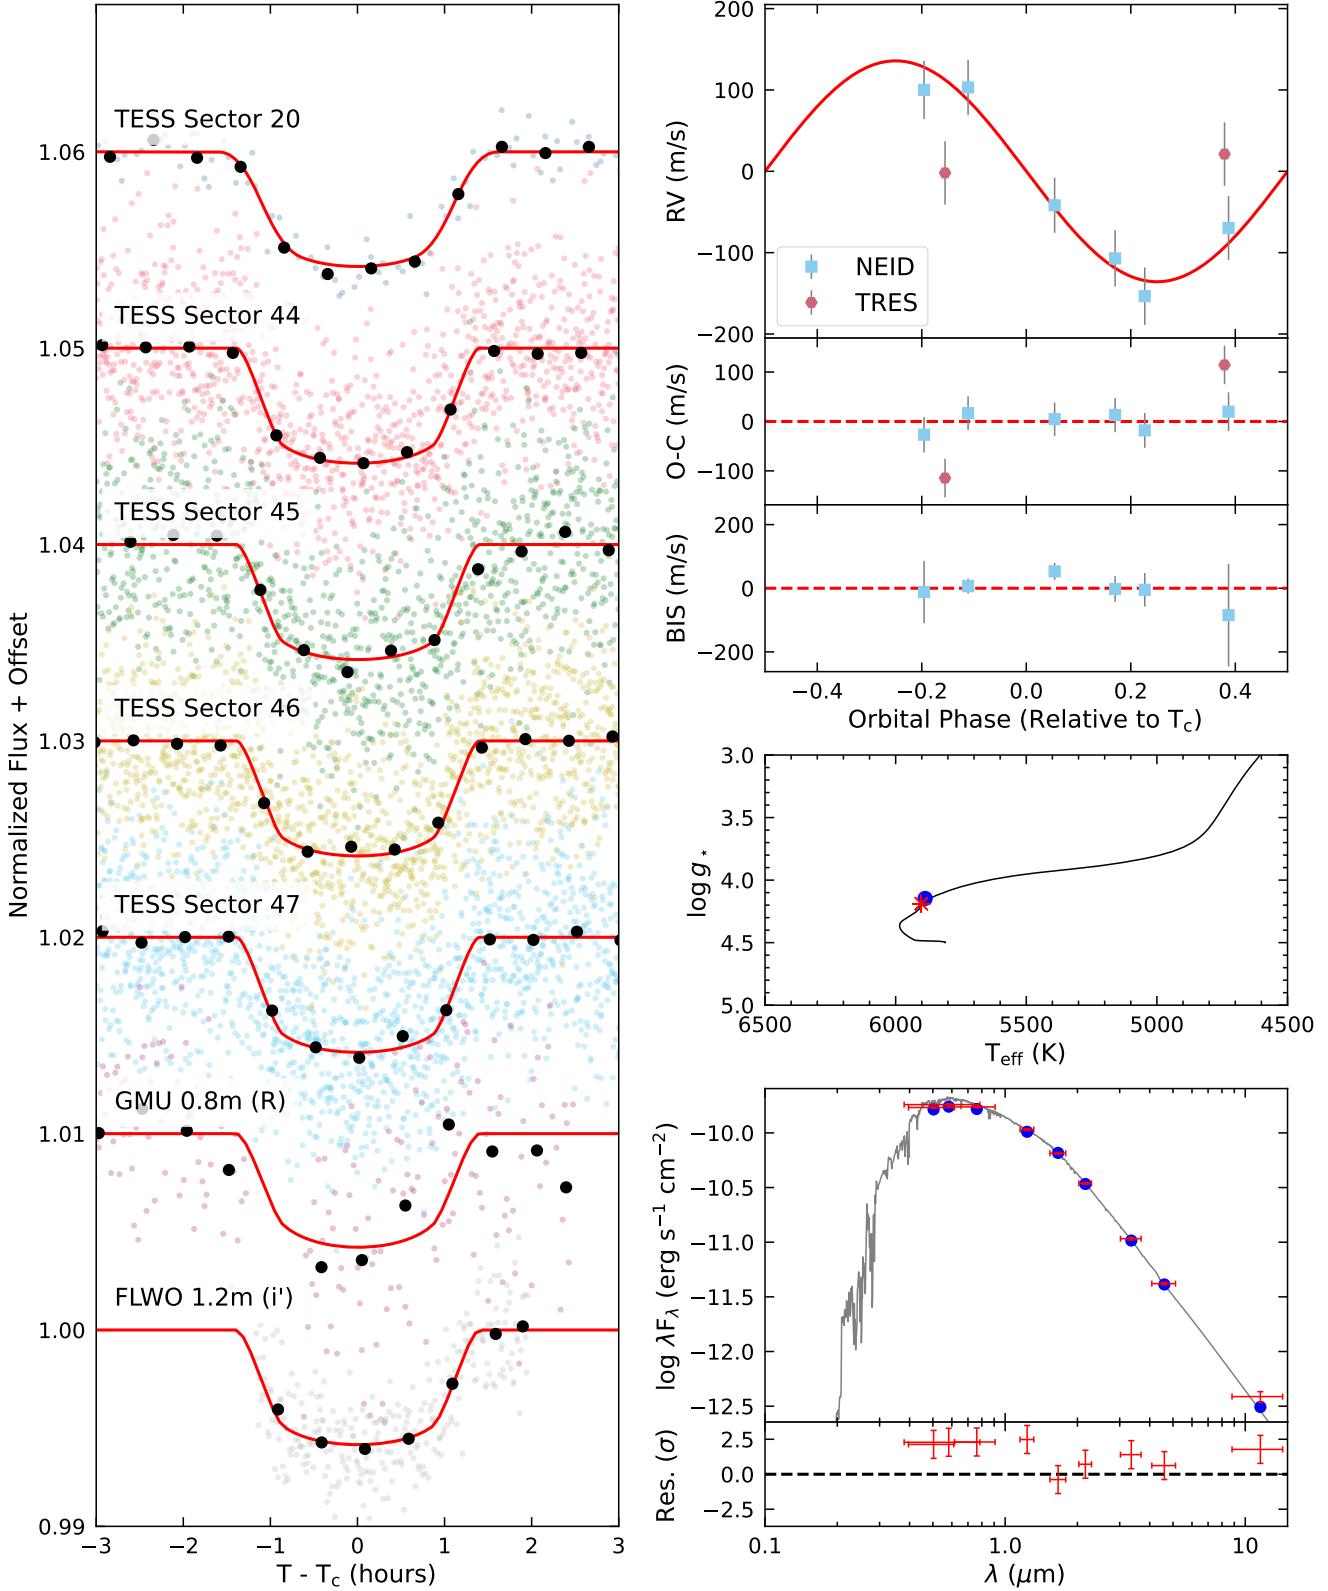 Normalized Flux + Offset
1.06
1.05
1.04
1.03
1.02
1.01
1.00
0.99
TESS Sector 20
TESS Sector 44
TESS Sector 45
TESS Sector 46
TESS Sector 47
GMU 0.8m (R)
FLWO 1.2m (i')
−3 −2 −1 0 1 2 3
T - Tc (hours)
RV (m/s)
200
100
0
−100
−200
NEID
TRES
O-C (m/s)
100
0
−100
BIS (m/s)
200
0
−200
−0.4 −0.2 0.0 0.2 0.4
Orbital Phase (Relative to Tc)
log g⋆
3.0
3.5
4.0
4.5
5.0
6500 6000 5500 5000 4500
Teff (K)
log λFλ (erg s⁻¹ cm⁻²)
−10.0
−10.5
−11.0
−11.5
−12.0
−12.5
Res. (σ)
2.5
0.0
−2.5
0.1 1.0 10
λ (μm)